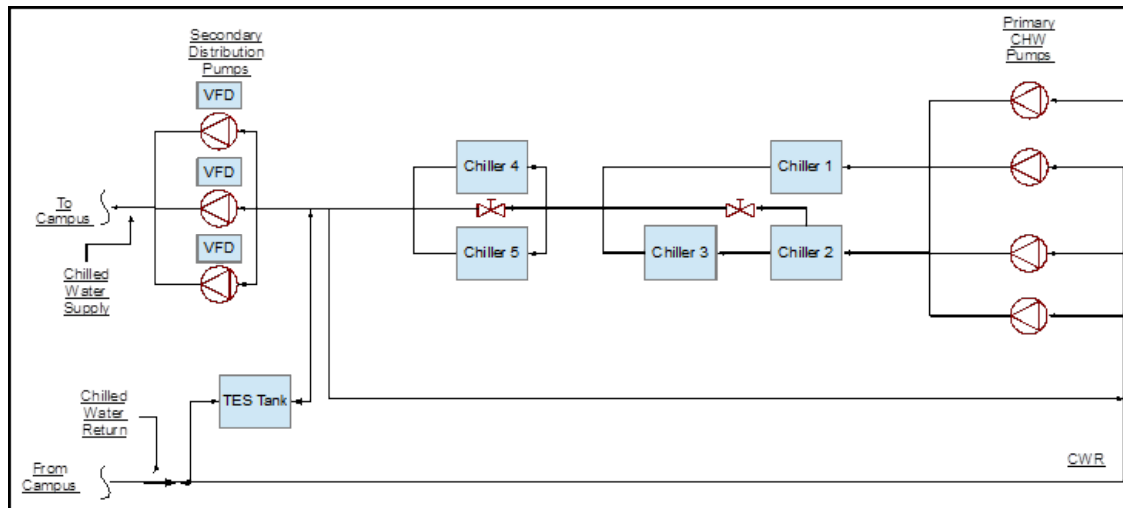 Secondary
Distribution
Pumps
VFD
VFD
VFD
Primary
CHW
Pumps
Chiller 4
Chiller 1
To
Campus
Chiller 5
Chiller 3
Chiller 2
Chilled
Water
Supply
TES Tank
Chilled
Water
Return
From
Campus
CWR